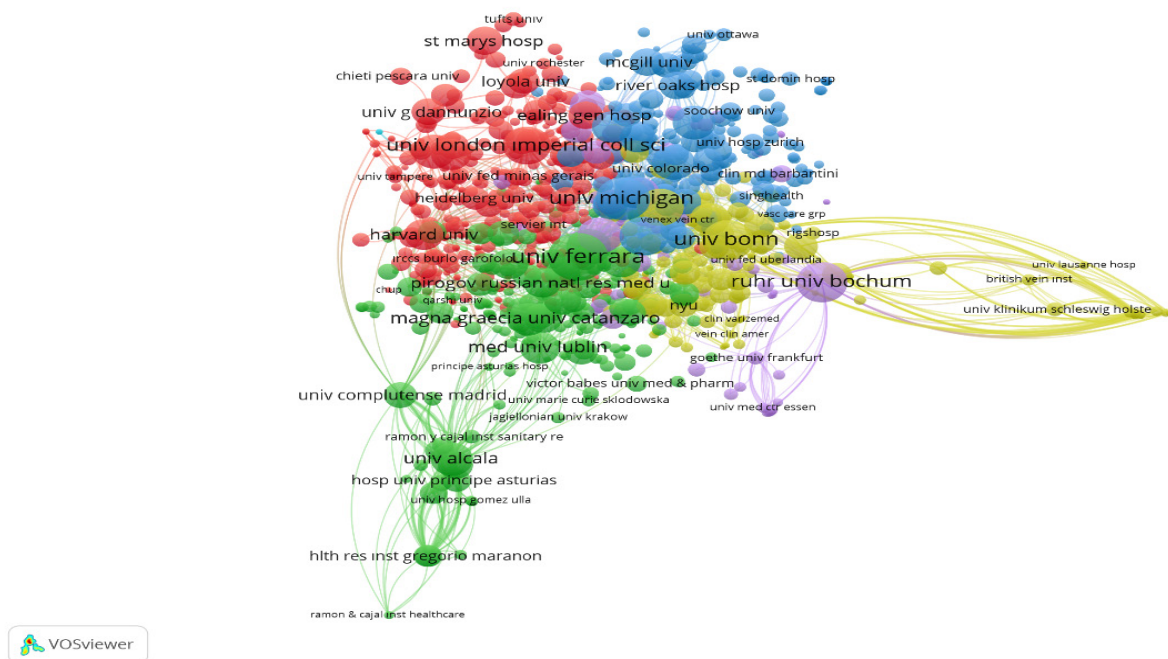 tufts univ
univ ottawa
st marys hosp
univ rochester
mcgill univ
chieti pescara univ
loyola univ
river oaks hosp
st domin hosp
univ g dannunzio
ealing gen hosp
soochow univ
univ london imperial coll sci
univ hosp zurich
univ tampere
univ fed minas gerais
univ colorado
clin md barbantini
heidelberg univ
univ michigan
singhealth
servier int
venex vein ctr
vasc care grp
harvard univ
univ bonn
rigshosp
irccs burlo garofolo
univ ferrara
univ fed uberlandia
univ lausanne hosp
chup
pirogov russian natl res med u
ruhr univ bochum
british vein inst
qarshi univ
nyu
univ klinikum schleswig holste
magna graecia univ catanzaro
clin varizemed
vein clin amer
med univ lublin
goethe univ frankfurt
principe asturias hosp
victor babes univ med & pharm
univ complutense madrid
univ marie curie sklodowska
univ med ctr essen
jagiellonian univ krakow
ramon y cajal inst sanitary re
univ alcala
hosp univ principe asturias
univ hosp gomez ulla
hlth res inst gregorio maranon
ramon & cajal inst healthcare
VOSviewer